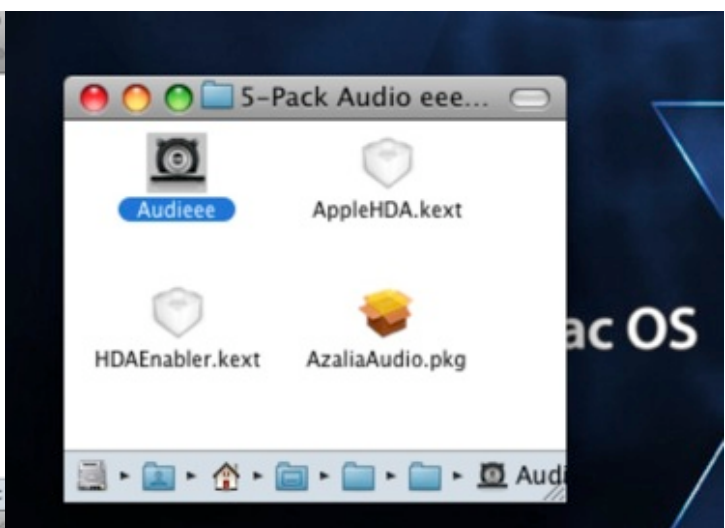 5-Pack Audio eee...
Audieee
AppleHDA.kext
ac OS
HDAEnabler.kext
AzaliaAudio.pkg
Audi